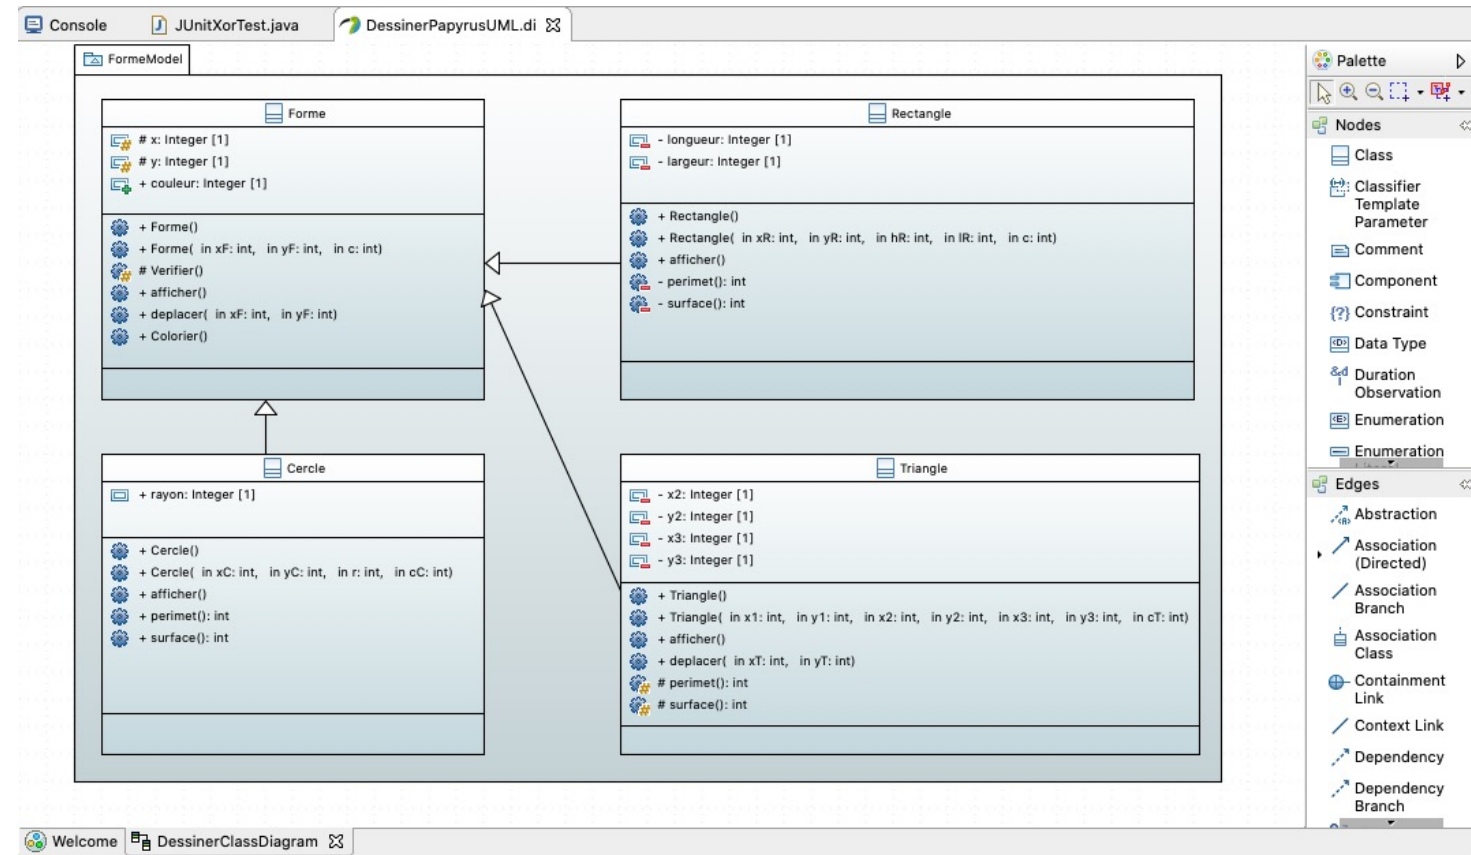 Console
JUnitXorTest.java
DessinerPapyrusUML.di
FormeModel
Forme
# x: Integer [1]
# y: Integer [1]
+ couleur: Integer [1]
+ Forme()
+ Forme( in xF: int, in yF: int, in c: int)
# Verifier()
+ afficher()
+ deplacer( in xF: int, in yF: int)
+ Colorier()
Rectangle
- longueur: Integer [1]
- largeur: Integer [1]
+ Rectangle()
+ Rectangle( in xR: int, in yR: int, in hR: int, in lR: int, in c: int)
+ afficher()
- perimet(): int
- surface(): int
Cercle
+ rayon: Integer [1]
+ Cercle()
+ Cercle( in xC: int, in yC: int, in r: int, in cC: int)
+ afficher()
+ perimet(): int
+ surface(): int
Triangle
- x2: Integer [1]
- y2: Integer [1]
- x3: Integer [1]
- y3: Integer [1]
+ Triangle()
+ Triangle( in x1: int, in y1: int, in x2: int, in y2: int, in x3: int, in y3: int, in cT: int)
+ afficher()
+ deplacer( in xT: int, in yT: int)
# perimet(): int
# surface(): int
Palette
Nodes
Class
Classifier
Template
Parameter
Comment
Component
{?} Constraint
Data Type
Duration
Observation
Enumeration
Enumeration
Edges
Abstraction
Association
(Directed)
Association
Branch
Association
Class
Containment
Link
Context Link
Dependency
Dependency
Branch
Welcome
DessinerClassDiagram